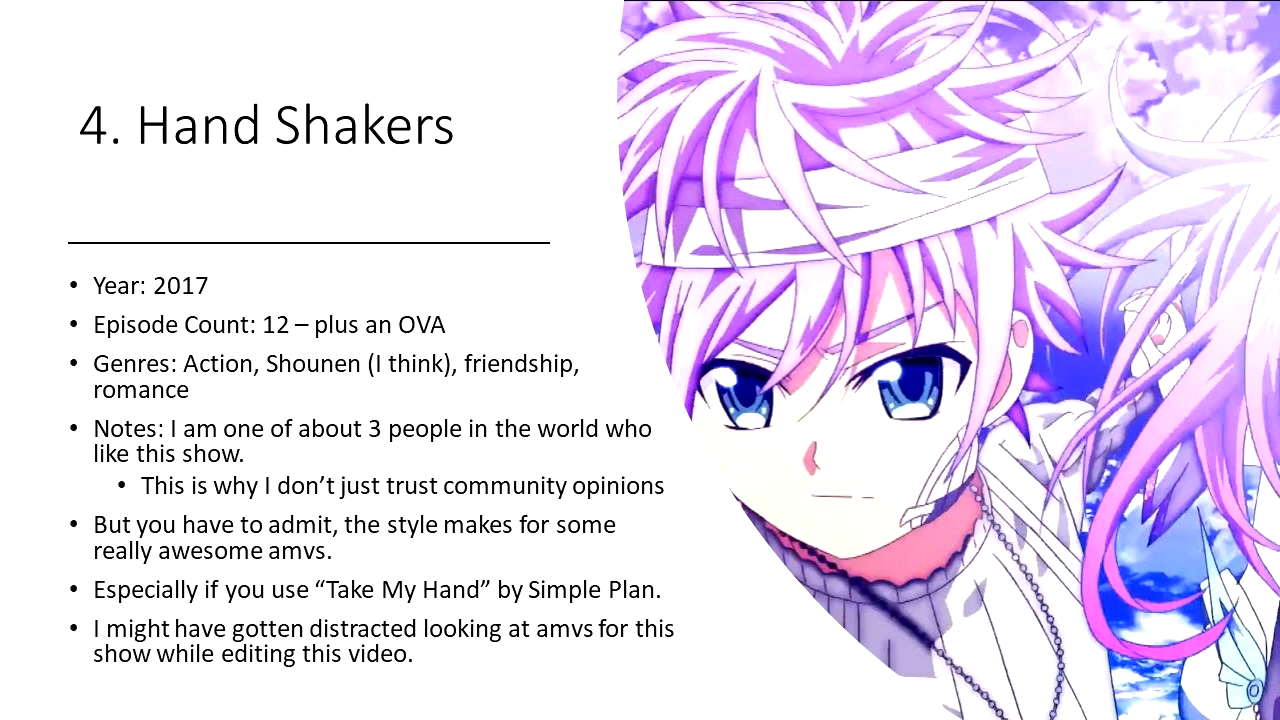 4. Hand Shakers
• Year: 2017
• Episode Count: 12 – plus an OVA
• Genres: Action, Shounen (I think), friendship,
romance
• Notes: I am one of about 3 people in the world who
like this show.
• This is why I don’t just trust community opinions
• But you have to admit, the style makes for some
really awesome amvs.
• Especially if you use “Take My Hand” by Simple Plan.
• I might have gotten distracted looking at amvs for this
show while editing this video.